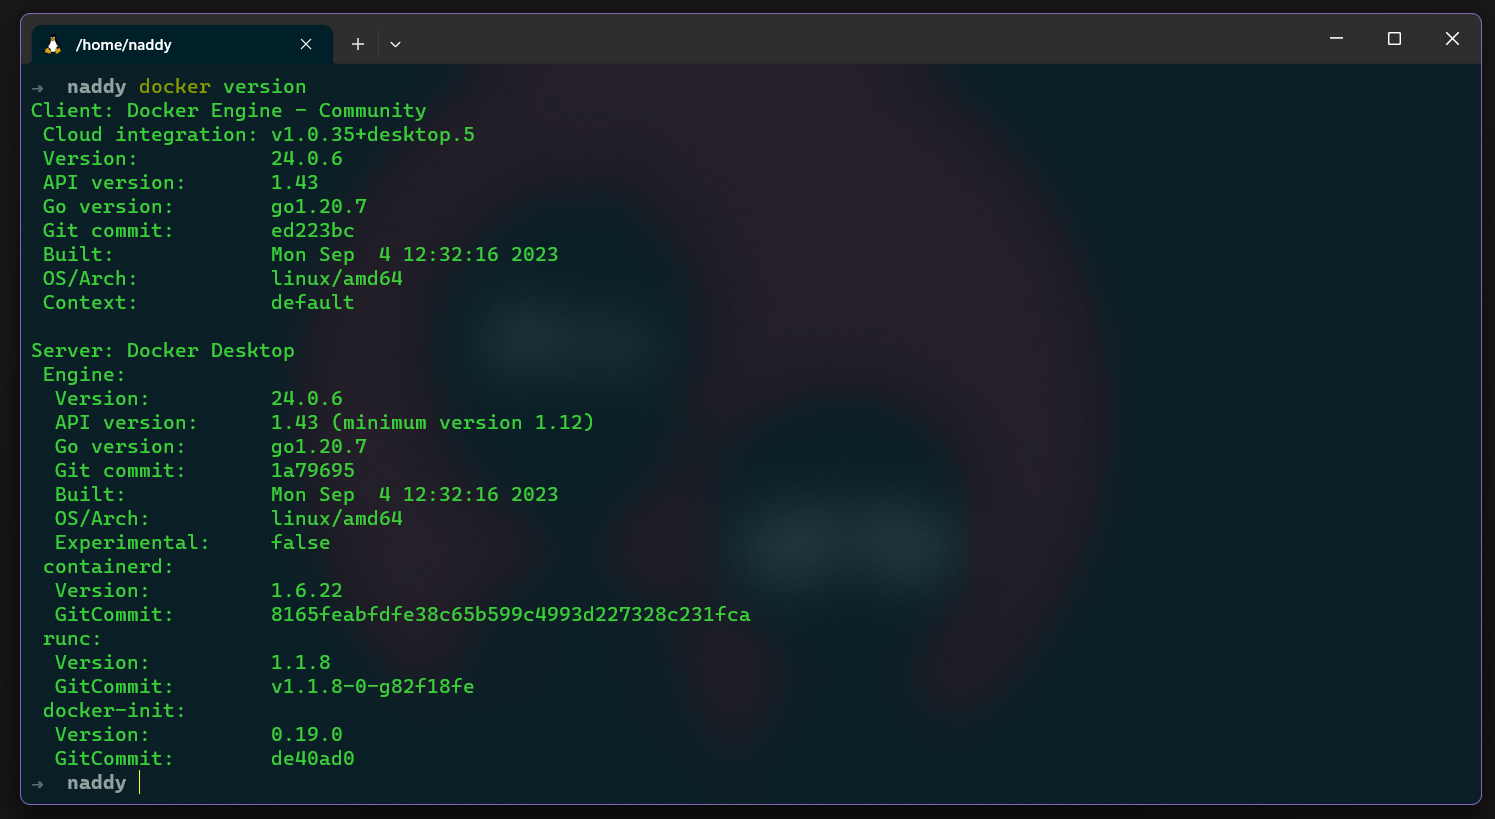 /home/naddy
➜  naddy docker version
Client: Docker Engine - Community
 Cloud integration: v1.0.35+desktop.5
 Version:           24.0.6
 API version:       1.43
 Go version:        go1.20.7
 Git commit:        ed223bc
 Built:             Mon Sep  4 12:32:16 2023
 OS/Arch:           linux/amd64
 Context:           default

Server: Docker Desktop
 Engine:
  Version:          24.0.6
  API version:      1.43 (minimum version 1.12)
  Go version:       go1.20.7
  Git commit:       1a79695
  Built:            Mon Sep  4 12:32:16 2023
  OS/Arch:          linux/amd64
  Experimental:     false
 containerd:
  Version:          1.6.22
  GitCommit:        8165feabfdfe38c65b599c4993d227328c231fca
 runc:
  Version:          1.1.8
  GitCommit:        v1.1.8-0-g82f18fe
 docker-init:
  Version:          0.19.0
  GitCommit:        de40ad0
➜  naddy